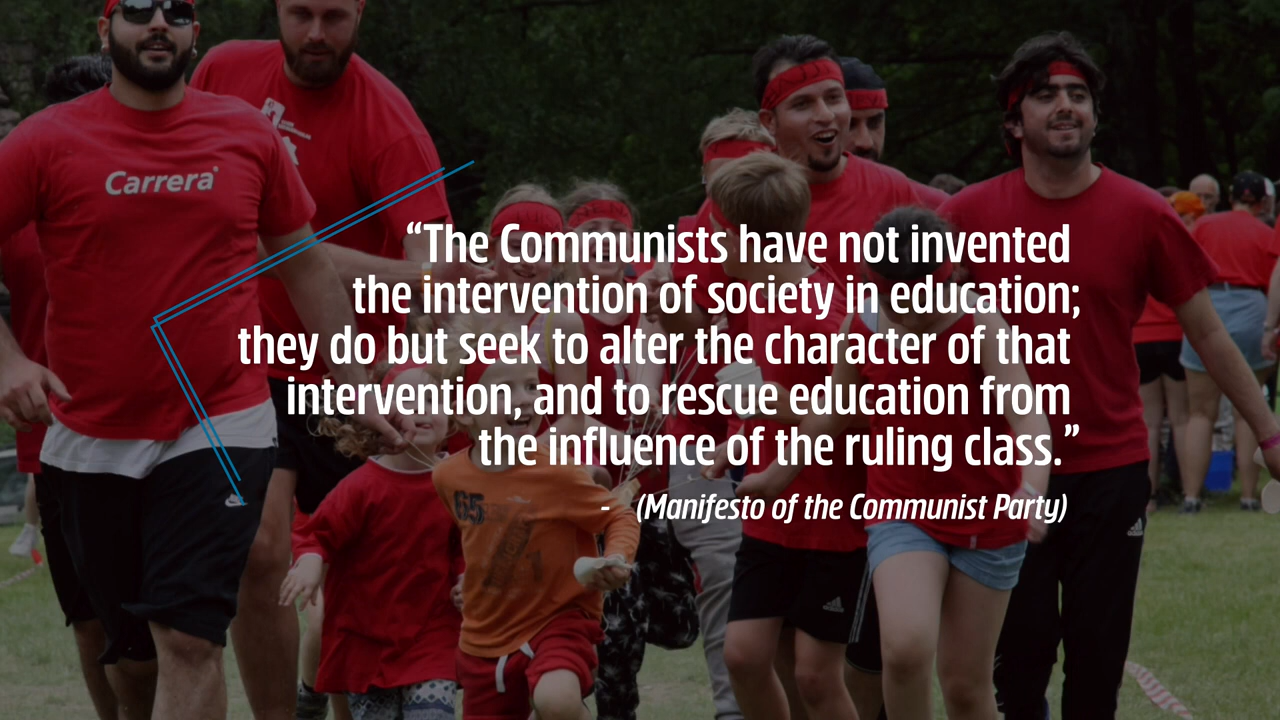 Carrera
“The Communists have not invented
the intervention of society in education;
they do but seek to alter the character of that
intervention, and to rescue education from
the influence of the ruling class.”
- (Manifesto of the Communist Party)
65